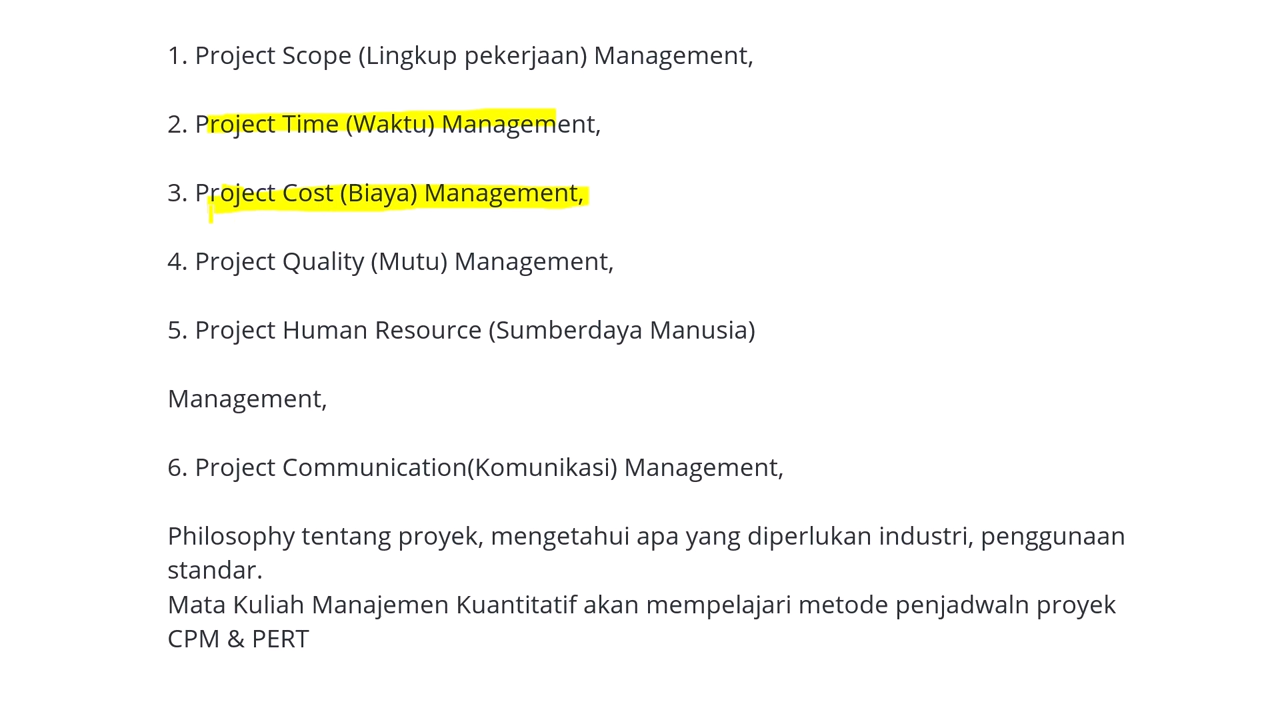 1. Project Scope (Lingkup pekerjaan) Management,
2. Project Time (Waktu) Management,
3. Project Cost (Biaya) Management,
4. Project Quality (Mutu) Management,
5. Project Human Resource (Sumberdaya Manusia)
Management,
6. Project Communication(Komunikasi) Management,
Philosophy tentang proyek, mengetahui apa yang diperlukan industri, penggunaan
standar.
Mata Kuliah Manajemen Kuantitatif akan mempelajari metode penjadwaln proyek
CPM & PERT